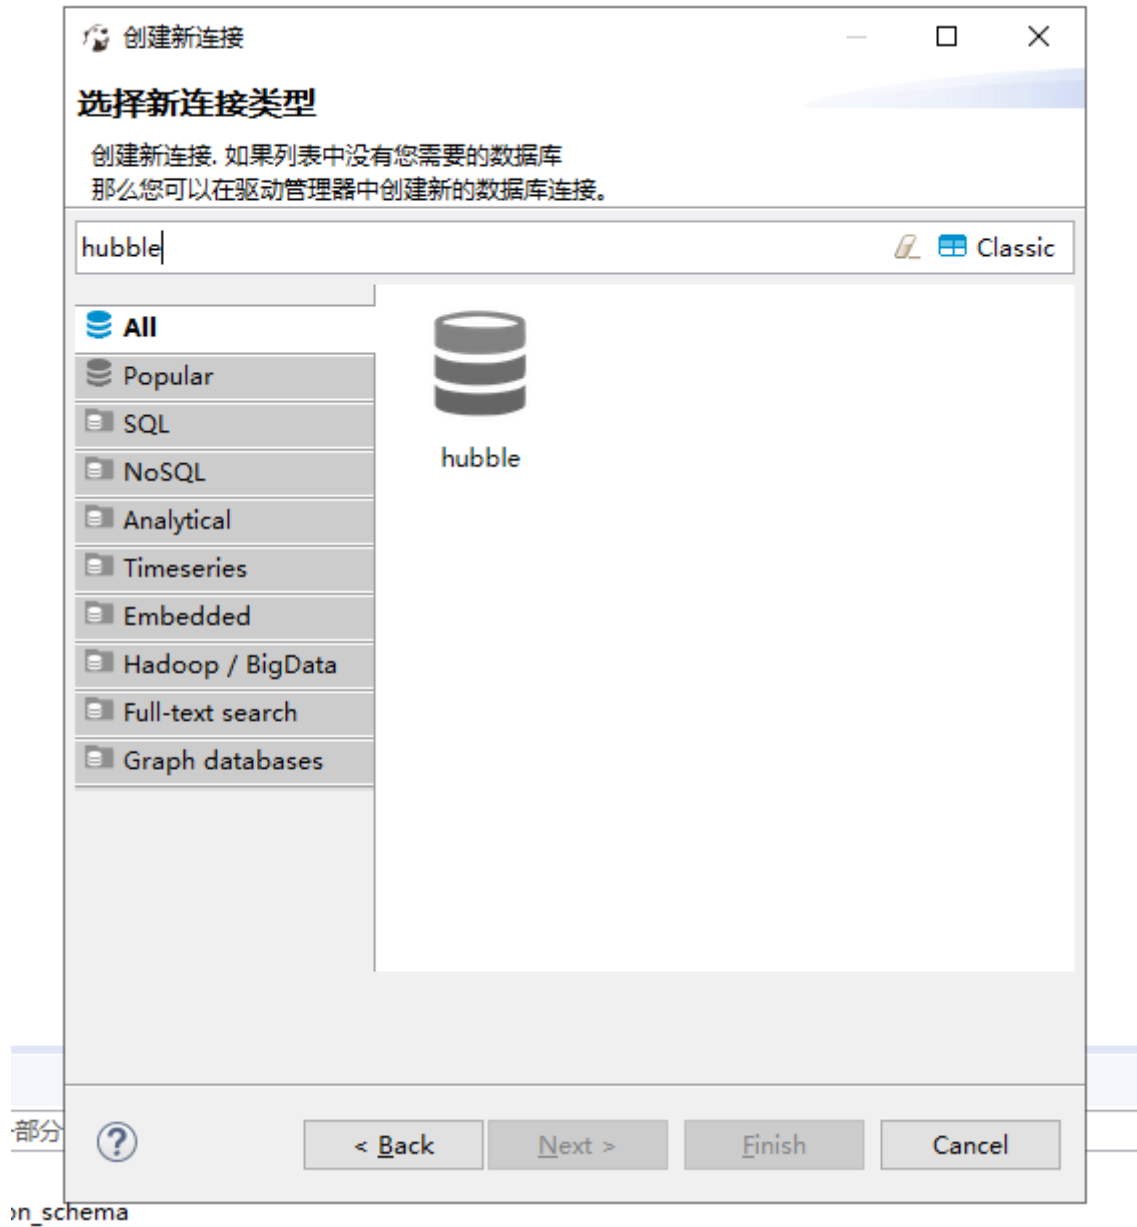 创建新连接
选择新连接类型
创建新连接. 如果列表中没有您需要的数据库
那么您可以在驱动管理器中创建新的数据库连接。
hubble
Classic
All
Popular
SQL
NoSQL
Analytical
Timeseries
Embedded
Hadoop / BigData
Full-text search
Graph databases
hubble
部分
< Back
Next >
Finish
Cancel
on_schema